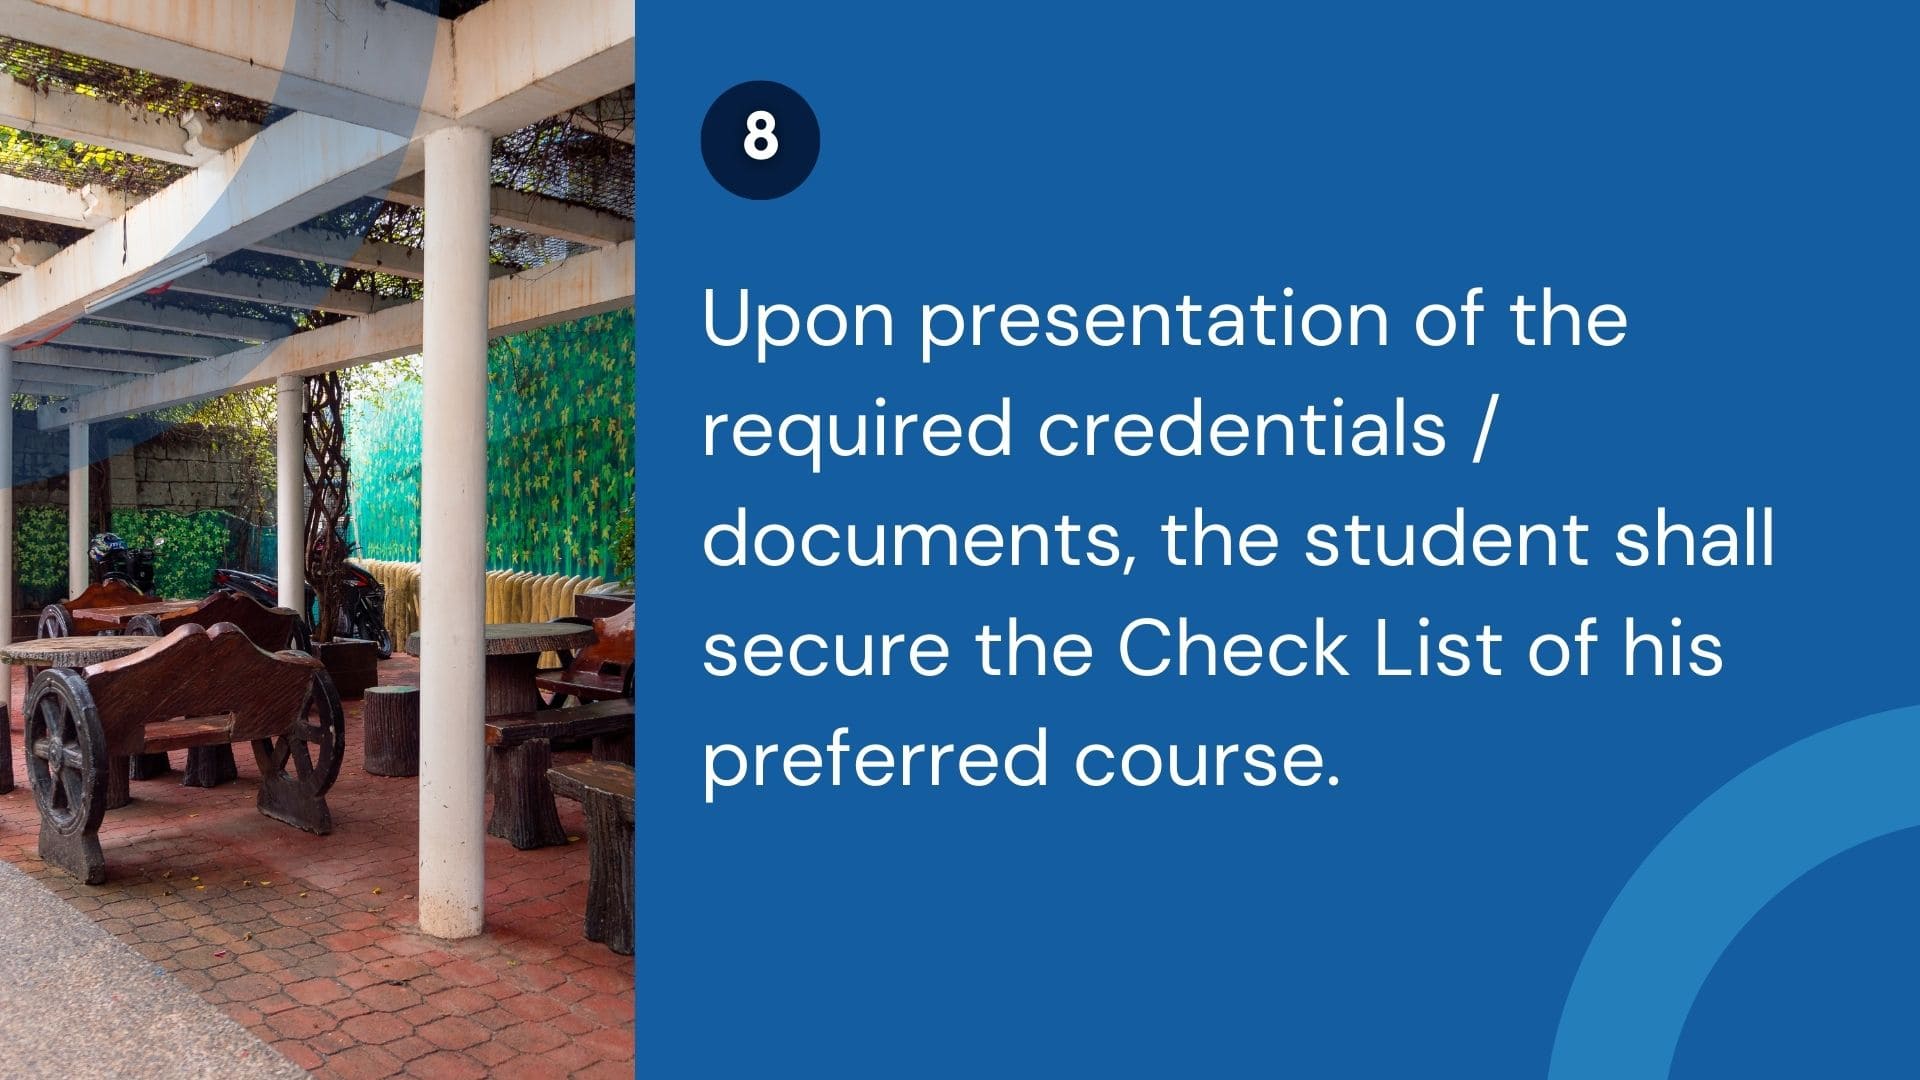 8
Upon presentation of the
required credentials /
documents, the student shall
secure the Check List of his
preferred course.